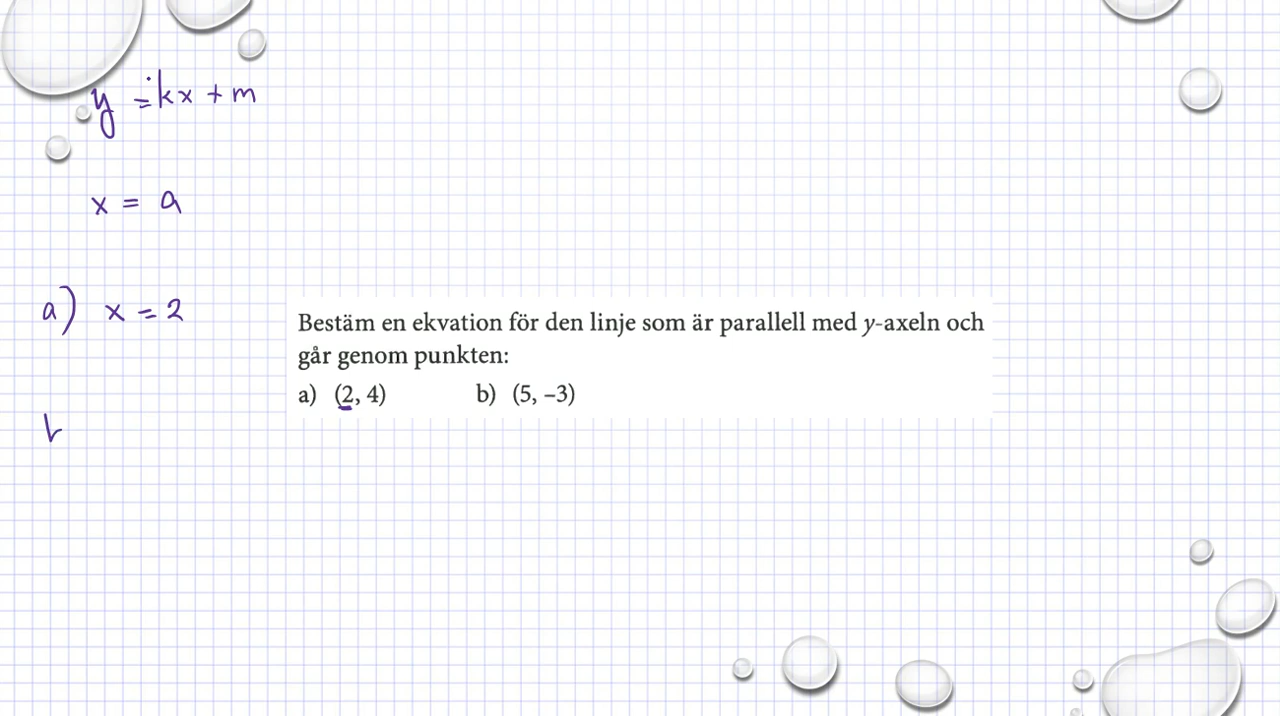 y = kx + m
x = a
a) x = 2
Bestäm en ekvation för den linje som är parallell med y-axeln och
går genom punkten:
a) (2, 4) b) (5, –3)